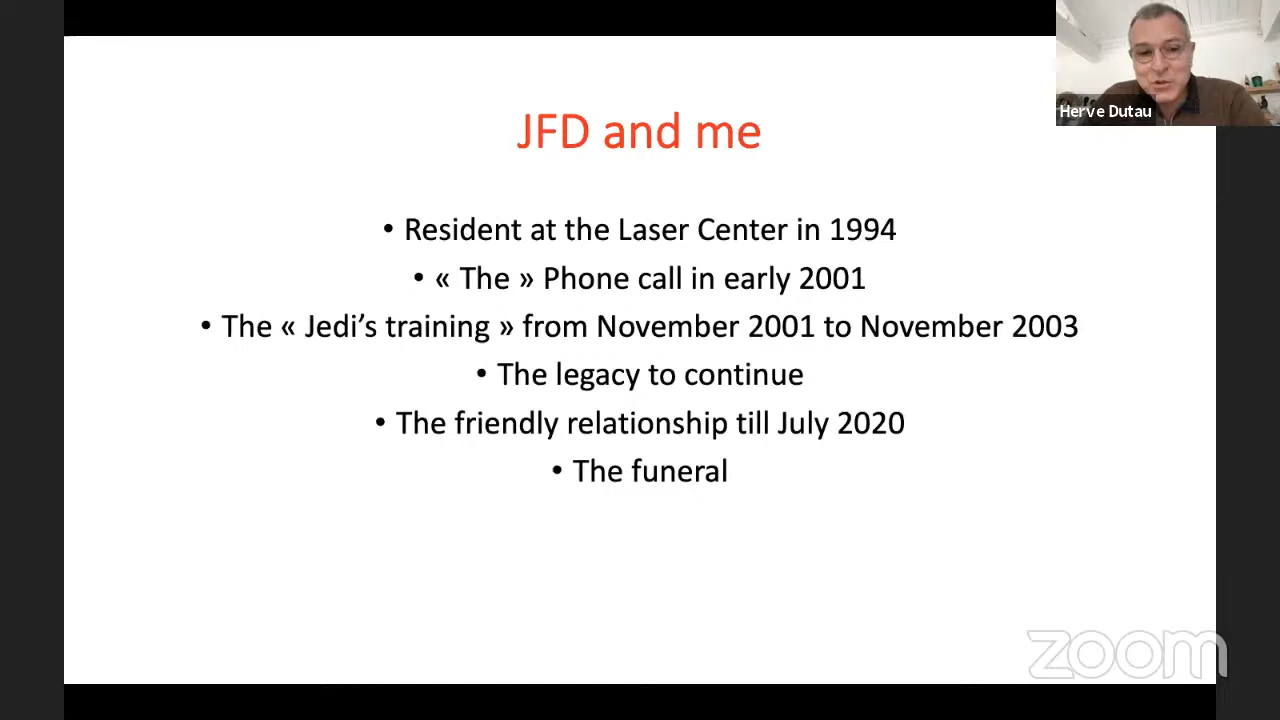 Herve Dutau
JFD and me
• Resident at the Laser Center in 1994
• « The » Phone call in early 2001
• The « Jedi’s training » from November 2001 to November 2003
• The legacy to continue
• The friendly relationship till July 2020
• The funeral
zoom